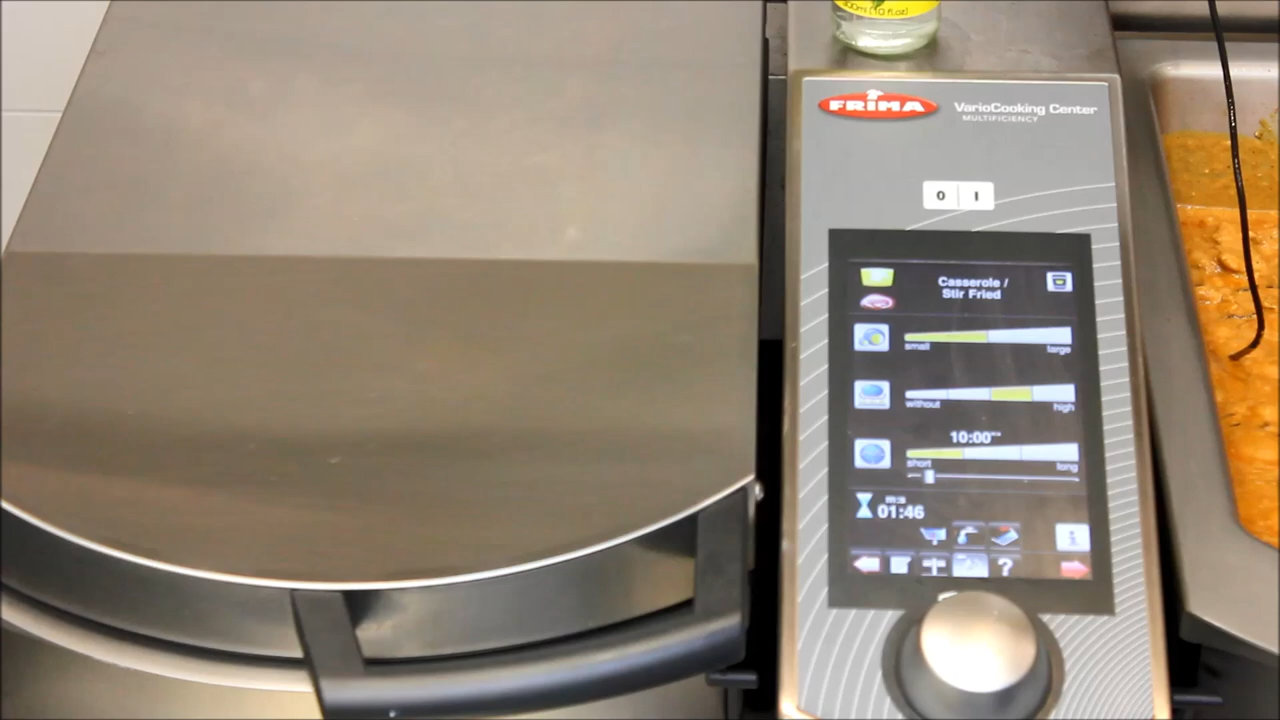 300ml (10 fl.oz)
FRIMA
VarioCooking Center
MULTIFICIENCY
0 I
Casserole /
Stir Fried
small large
without high
10:00
short long
m:s
01:46
i
?